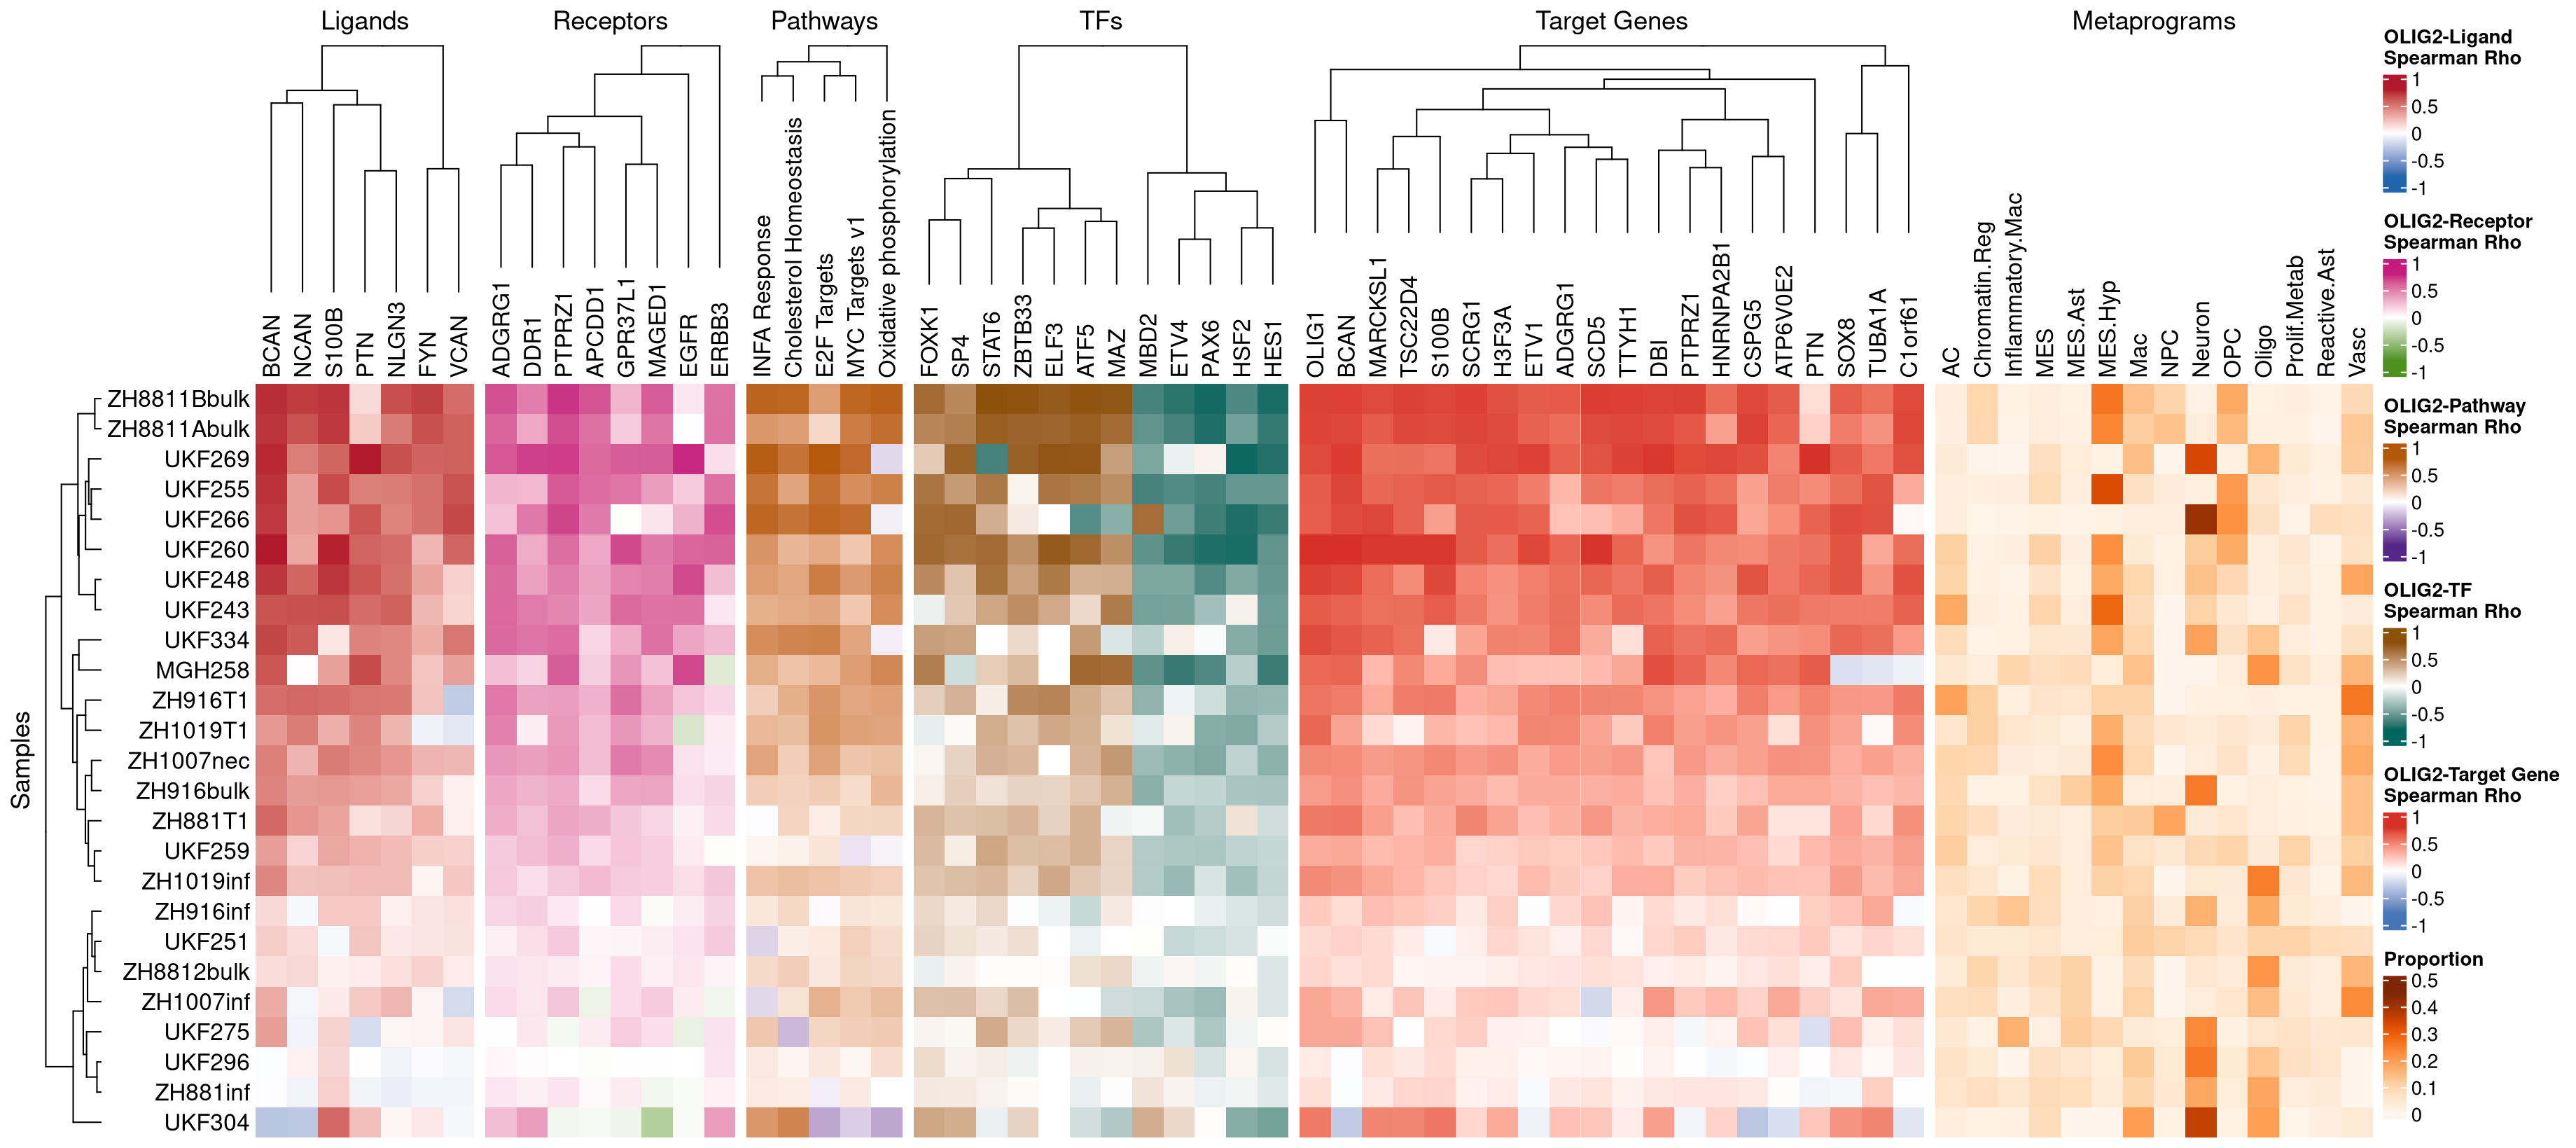 Ligands Receptors Pathways TFs Target Genes Metaprograms
BCAN NCAN S100B PTN NLGN3 FYN VCAN
ADGRG1 DDR1 PTPRZ1 APCDD1 GPR37L1 MAGED1 EGFR ERBB3
INFA Response
Cholesterol Homeostasis
E2F Targets
MYC Targets v1
Oxidative phosphorylation
FOXK1 SP4 STAT6 ZBTB33 ELF3 ATF5 MAZ MBD2 ETV4 PAX6 HSF2 HES1
OLIG1 BCAN MARCKSL1 TSC22D4 S100B SCRG1 H3F3A ETV1 ADGRG1 SCD5 TTYH1 DBI PTPRZ1 HNRNPA2B1 CSPG5 ATP6V0E2 PTN SOX8 TUBA1A C1orf61
AC Chromatin.Reg Inflammatory.Mac MES MES.Ast MES.Hyp Mac NPC Neuron OPC Oligo Prolif.Metab Reactive.Ast Vasc
Samples
ZH8811Bbulk
ZH8811Abulk
UKF269
UKF255
UKF266
UKF260
UKF248
UKF243
UKF334
MGH258
ZH916T1
ZH1019T1
ZH1007nec
ZH916bulk
ZH881T1
UKF259
ZH1019inf
ZH916inf
UKF251
ZH8812bulk
ZH1007inf
UKF275
UKF296
ZH881inf
UKF304
OLIG2-Ligand
Spearman Rho
1
0.5
0
-0.5
-1
OLIG2-Receptor
Spearman Rho
1
0.5
0
-0.5
-1
OLIG2-Pathway
Spearman Rho
1
0.5
0
-0.5
-1
OLIG2-TF
Spearman Rho
1
0.5
0
-0.5
-1
OLIG2-Target Gene
Spearman Rho
1
0.5
0
-0.5
-1
Proportion
0.5
0.4
0.3
0.2
0.1
0